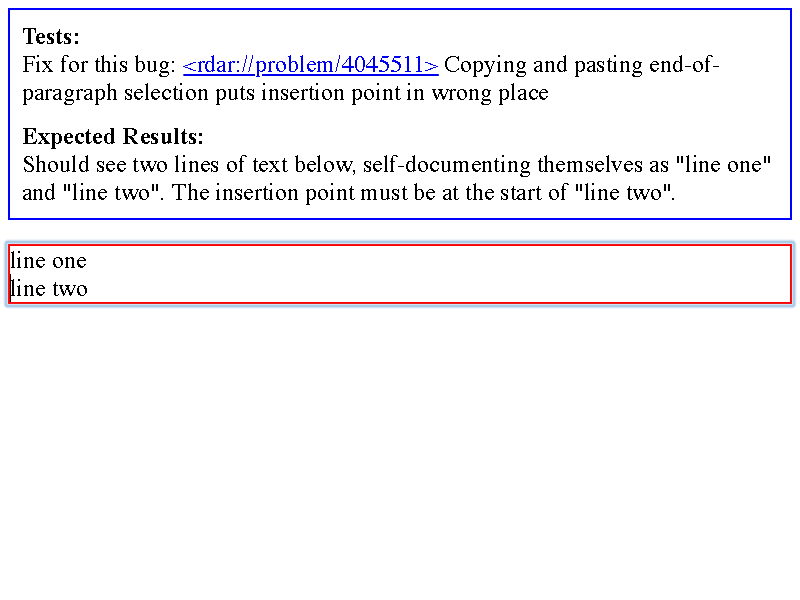 Tests:
Fix for this bug: <rdar://problem/4045511> Copying and pasting end-of-
paragraph selection puts insertion point in wrong place
Expected Results:
Should see two lines of text below, self-documenting themselves as "line one"
and "line two". The insertion point must be at the start of "line two".
line one
line two